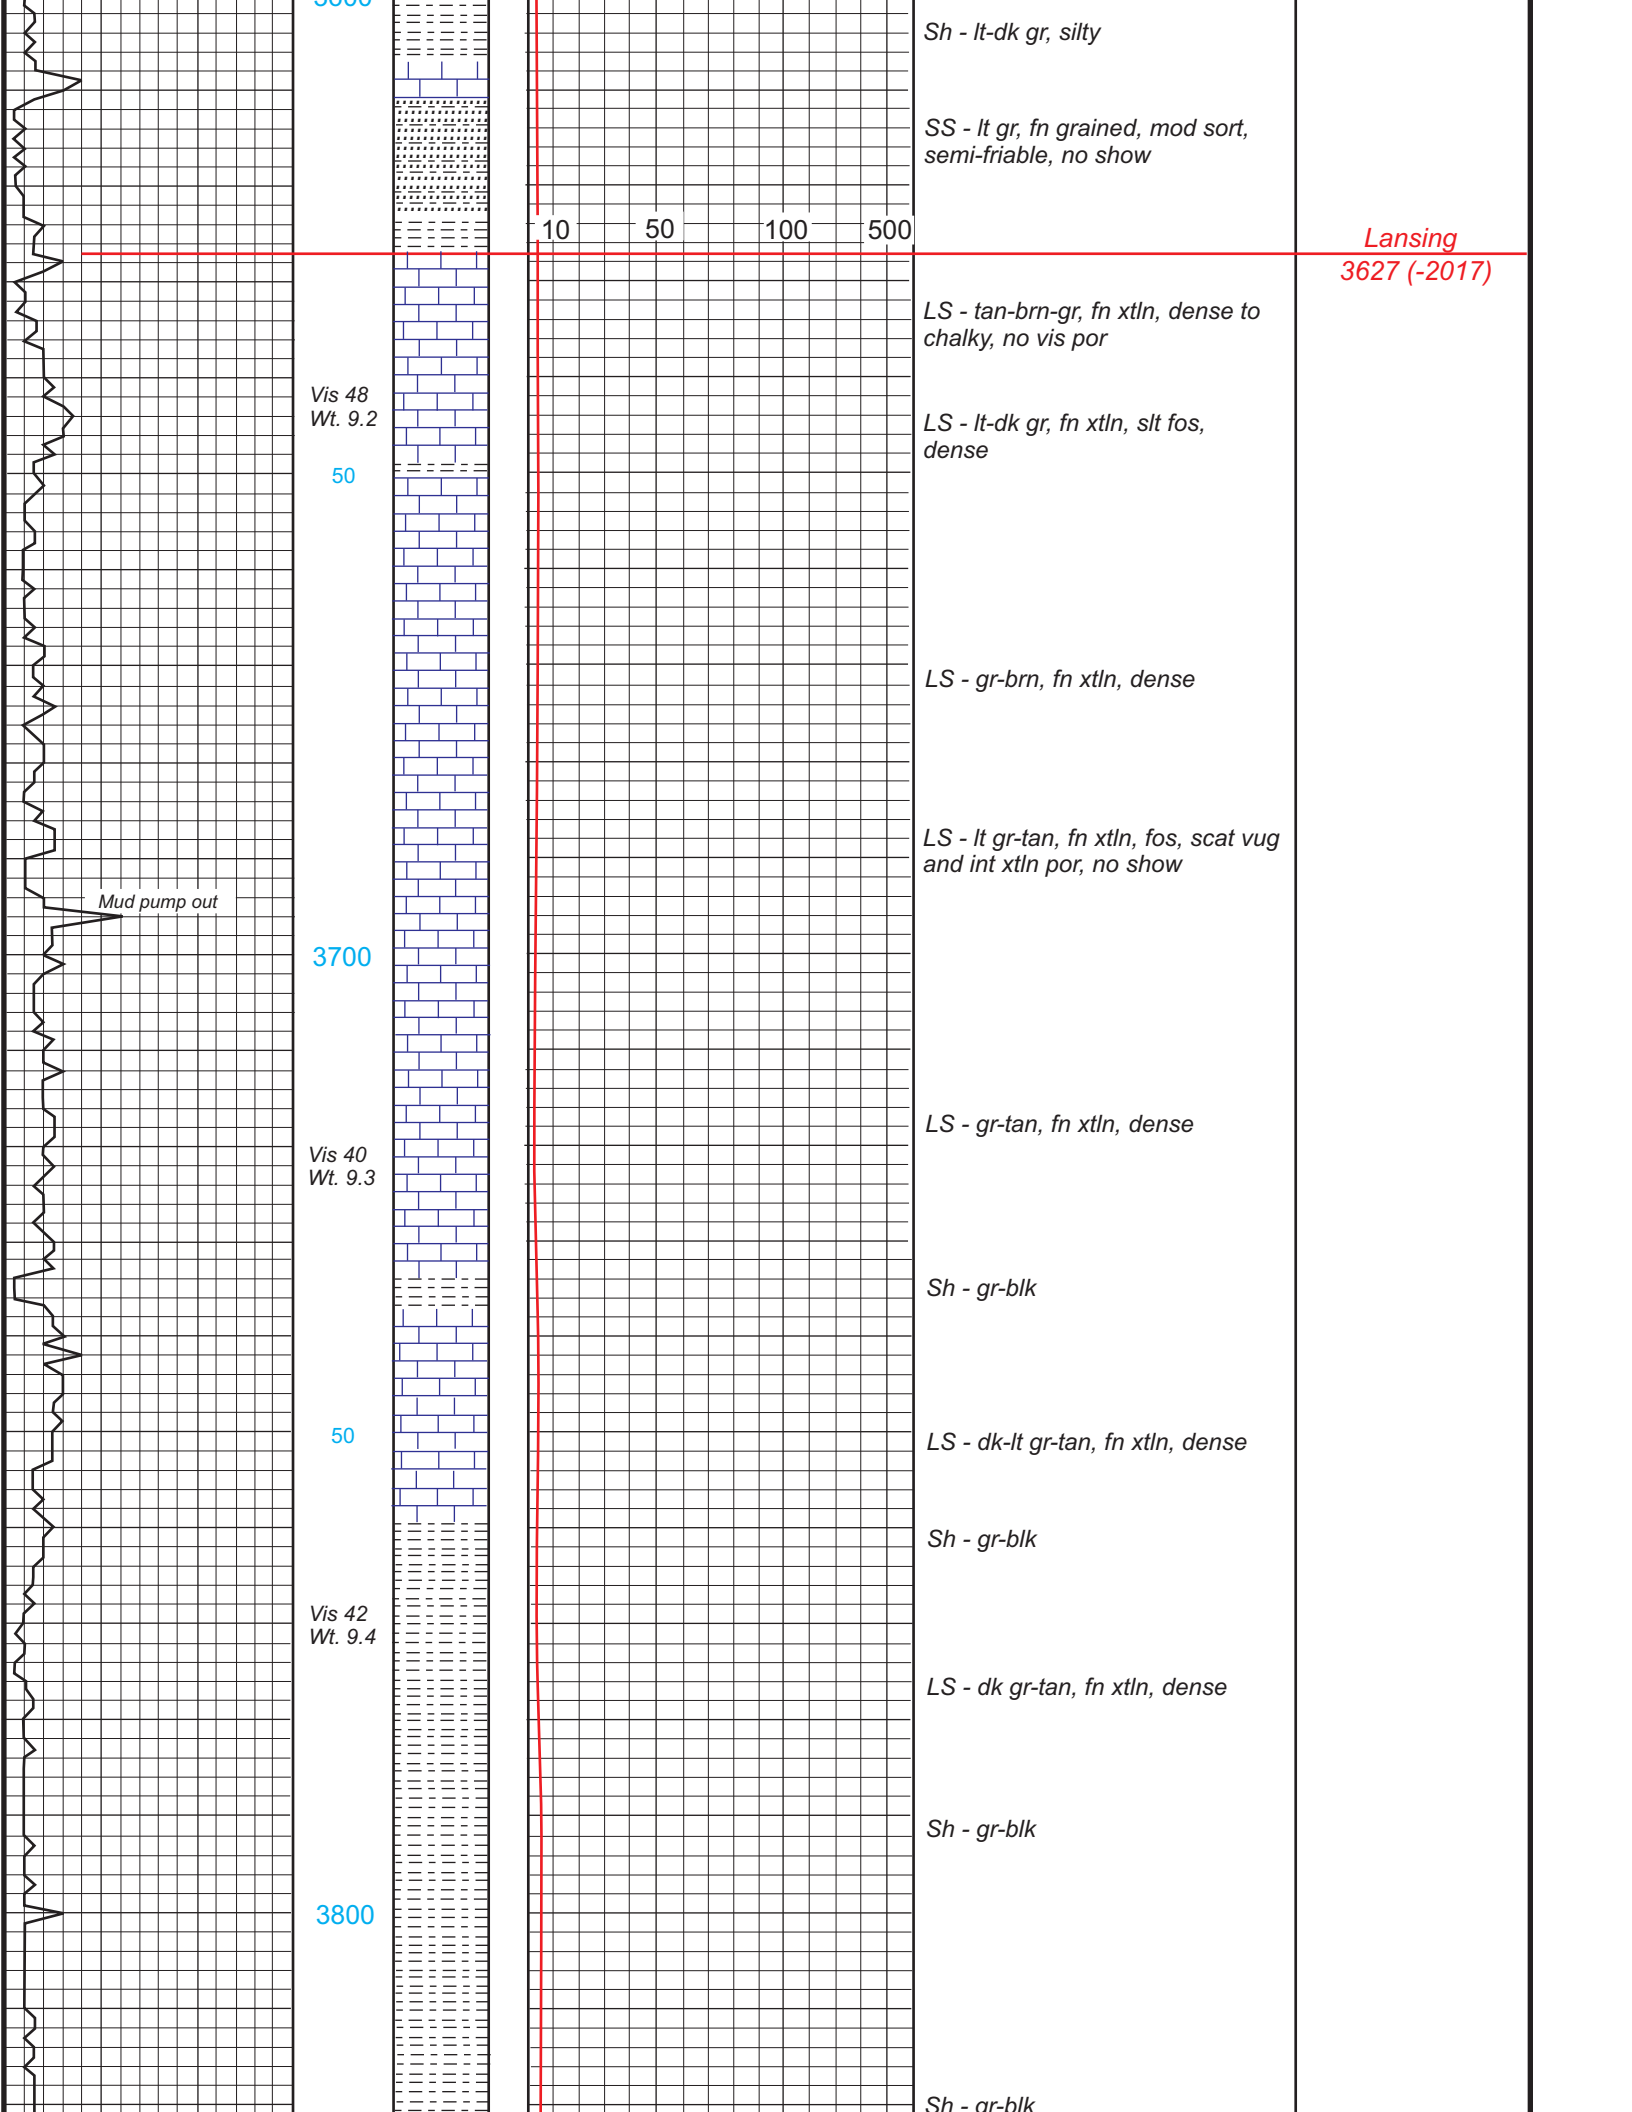 3600
Sh - lt-dk gr, silty
SS - lt gr, fn grained, mod sort,
semi-friable, no show
10 50 100 500
Lansing
3627 (-2017)
LS - tan-brn-gr, fn xtln, dense to
chalky, no vis por
Vis 48
Wt. 9.2
LS - lt-dk gr, fn xtln, slt fos,
dense
50
LS - gr-brn, fn xtln, dense
LS - lt gr-tan, fn xtln, fos, scat vug
and int xtln por, no show
Mud pump out
3700
LS - gr-tan, fn xtln, dense
Vis 40
Wt. 9.3
Sh - gr-blk
50
LS - dk-lt gr-tan, fn xtln, dense
Sh - gr-blk
Vis 42
Wt. 9.4
LS - dk gr-tan, fn xtln, dense
Sh - gr-blk
3800
Sh - gr-blk